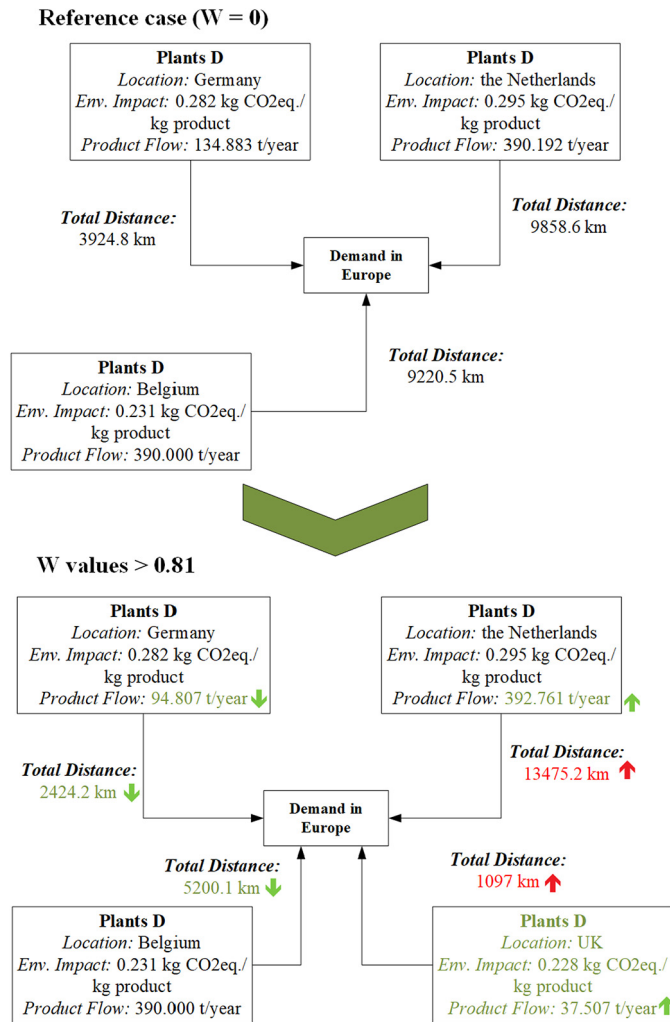 Reference case (W = 0)
Plants D
Location: Germany
Env. Impact: 0.282 kg CO2eq./
kg product
Product Flow: 134.883 t/year
Plants D
Location: the Netherlands
Env. Impact: 0.295 kg CO2eq./
kg product
Product Flow: 390.192 t/year
Total Distance:
3924.8 km
Total Distance:
9858.6 km
Demand in
Europe
Total Distance:
9220.5 km
Plants D
Location: Belgium
Env. Impact: 0.231 kg CO2eq./
kg product
Product Flow: 390.000 t/year
W values > 0.81
Plants D
Location: Germany
Env. Impact: 0.282 kg CO2eq./
kg product
Product Flow: 94.807 t/year
Plants D
Location: the Netherlands
Env. Impact: 0.295 kg CO2eq./
kg product
Product Flow: 392.761 t/year
Total Distance:
2424.2 km
Total Distance:
13475.2 km
Demand in
Europe
Total Distance:
5200.1 km
Total Distance:
1097 km
Plants D
Location: Belgium
Env. Impact: 0.231 kg CO2eq./
kg product
Product Flow: 390.000 t/year
Plants D
Location: UK
Env. Impact: 0.228 kg CO2eq./
kg product
Product Flow: 37.507 t/year